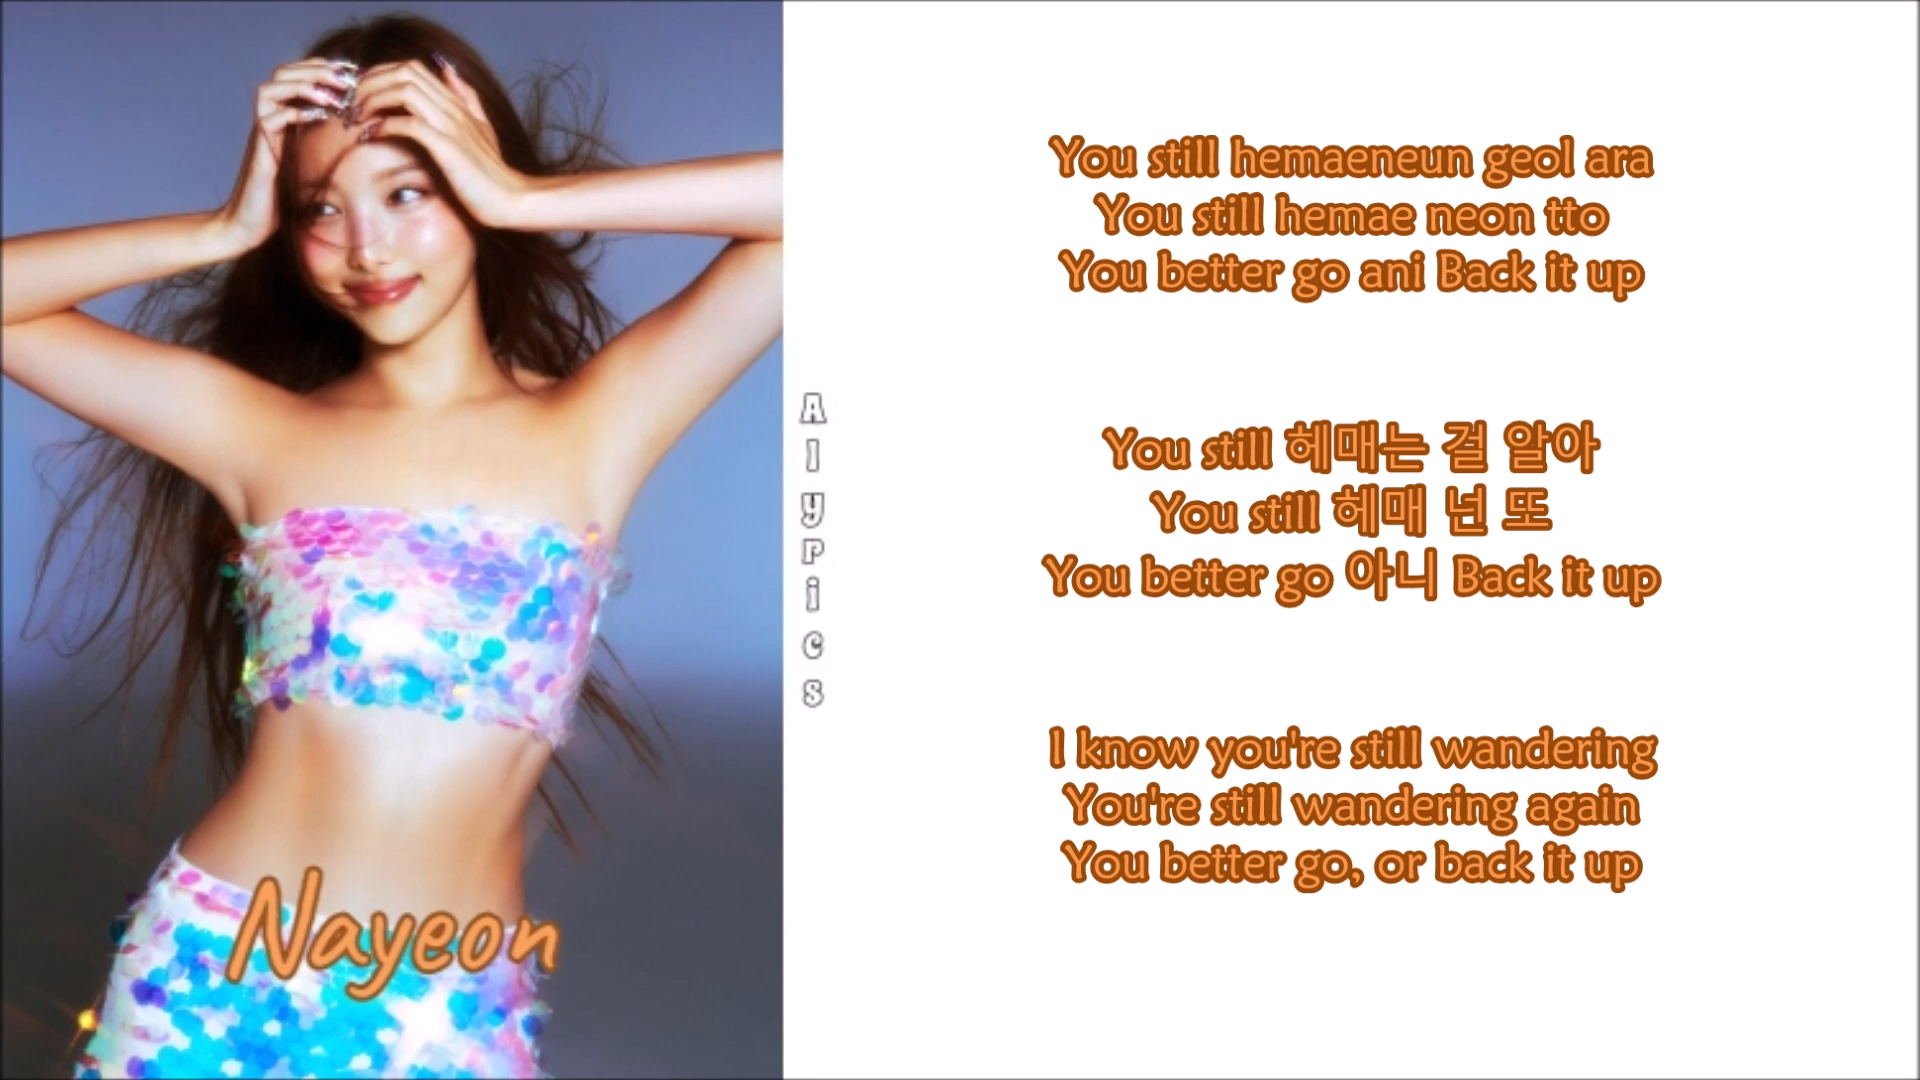 You still hemaeneun geol ara
You still hemae neon tto
You better go ani Back it up
You still 헤매는 걸 알아
You still 헤매 넌 또
You better go 아니 Back it up
I know you're still wandering
You're still wandering again
You better go, or back it up
Alyrics
Nayeon